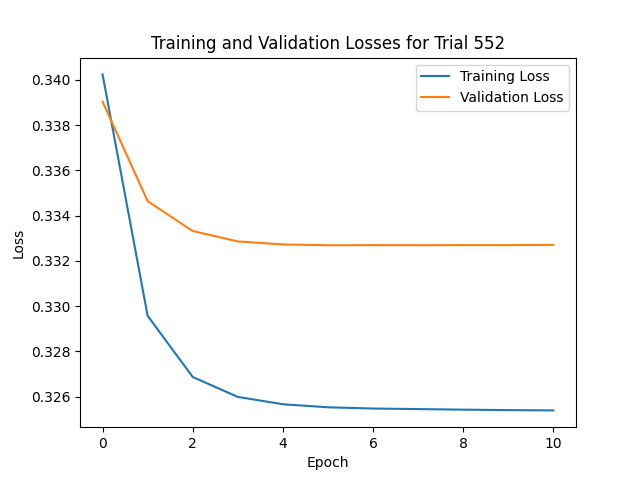 Training and Validation Losses for Trial 552
Training Loss
Validation Loss
Loss
0.340
0.338
0.336
0.334
0.332
0.330
0.328
0.326
0 2 4 6 8 10
Epoch